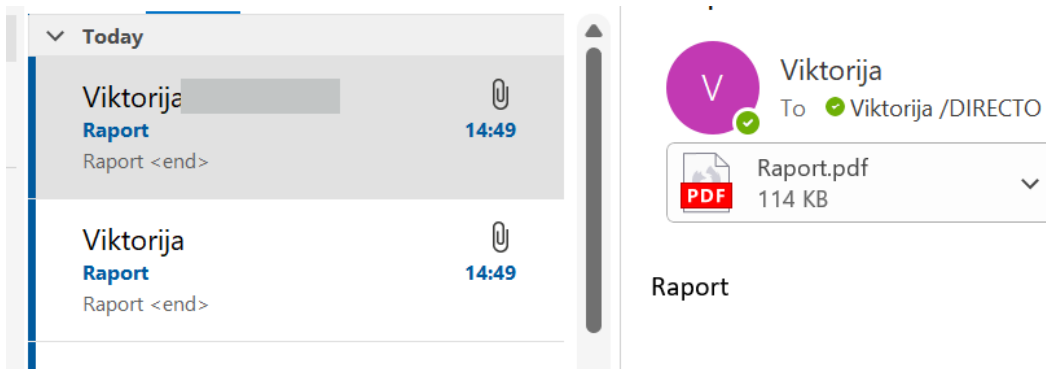 Today
Viktorija
Raport 14:49
Raport <end>
Viktorija
Raport 14:49
Raport <end>
V
Viktorija
To Viktorija /DIRECTO
PDF
Raport.pdf
114 KB
Raport